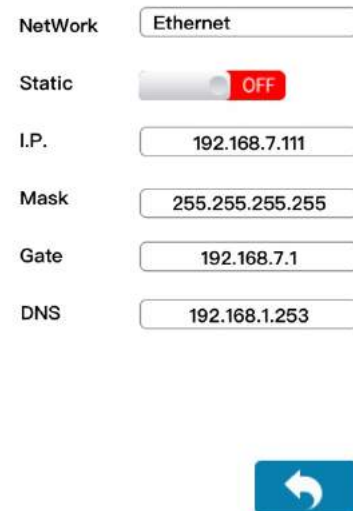 NetWork Ethernet
Static OFF
I.P. 192.168.7.111
Mask 255.255.255.255
Gate 192.168.7.1
DNS 192.168.1.253